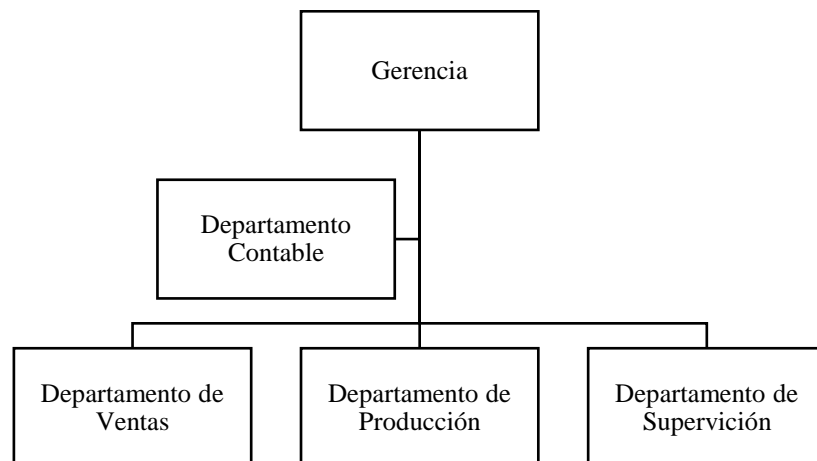 Gerencia
Departamento
Contable
Departamento de
Ventas
Departamento de
Producción
Departamento de
Supervición